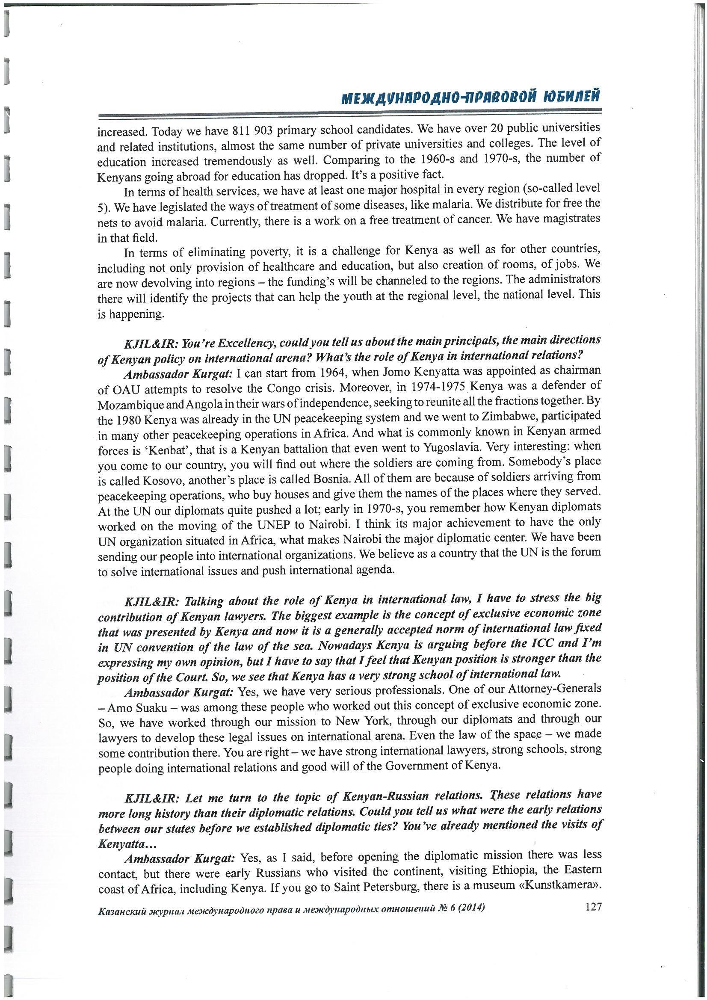 МЕЖДУНАРОДНО-ПРАВОВОЙ ЮБИЛЕЙ
increased. Today we have 811 903 primary school candidates. We have over 20 public universities
and related institutions, almost the same number of private universities and colleges. The level of
education increased tremendously as well. Comparing to the 1960-s and 1970-s, the number of
Kenyans going abroad for education has dropped. It's a positive fact.
In terms of health services, we have at least one major hospital in every region (so-called level
5). We have legislated the ways of treatment of some diseases, like malaria. We distribute for free the
nets to avoid malaria. Currently, there is a work on a free treatment of cancer. We have magistrates
in that field.
In terms of eliminating poverty, it is a challenge for Kenya as well as for other countries,
including not only provision of healthcare and education, but also creation of rooms, of jobs. We
are now devolving into regions – the funding's will be channeled to the regions. The administrators
there will identify the projects that can help the youth at the regional level, the national level. This
is happening.
KJIL&IR: You're Excellency, could you tell us about the main principals, the main directions
of Kenyan policy on international arena? What's the role of Kenya in international relations?
Ambassador Kurgat: I can start from 1964, when Jomo Kenyatta was appointed as chairman
of OAU attempts to resolve the Congo crisis. Moreover, in 1974-1975 Kenya was a defender of
Mozambique and Angola in their wars of independence, seeking to reunite all the fractions together. By
the 1980 Kenya was already in the UN peacekeeping system and we went to Zimbabwe, participated
in many other peacekeeping operations in Africa. And what is commonly known in Kenyan armed
forces is 'Kenbat', that is a Kenyan battalion that even went to Yugoslavia. Very interesting: when
you come to our country, you will find out where the soldiers are coming from. Somebody's place
is called Kosovo, another's place is called Bosnia. All of them are because of soldiers arriving from
peacekeeping operations, who buy houses and give them the names of the places where they served.
At the UN our diplomats quite pushed a lot; early in 1970-s, you remember how Kenyan diplomats
worked on the moving of the UNEP to Nairobi. I think its major achievement to have the only
UN organization situated in Africa, what makes Nairobi the major diplomatic center. We have been
sending our people into international organizations. We believe as a country that the UN is the forum
to solve international issues and push international agenda.
KJIL&IR: Talking about the role of Kenya in international law, I have to stress the big
contribution of Kenyan lawyers. The biggest example is the concept of exclusive economic zone
that was presented by Kenya and now it is a generally accepted norm of international law fixed
in UN convention of the law of the sea. Nowadays Kenya is arguing before the ICC and I'm
expressing my own opinion, but I have to say that I feel that Kenyan position is stronger than the
position of the Court. So, we see that Kenya has a very strong school of international law.
Ambassador Kurgat: Yes, we have very serious professionals. One of our Attorney-Generals
– Amo Suaku – was among these people who worked out this concept of exclusive economic zone.
So, we have worked through our mission to New York, through our diplomats and through our
lawyers to develop these legal issues on international arena. Even the law of the space – we made
some contribution there. You are right – we have strong international lawyers, strong schools, strong
people doing international relations and good will of the Government of Kenya.
KJIL&IR: Let me turn to the topic of Kenyan-Russian relations. These relations have
more long history than their diplomatic relations. Could you tell us what were the early relations
between our states before we established diplomatic ties? You've already mentioned the visits of
Kenyatta...
Ambassador Kurgat: Yes, as I said, before opening the diplomatic mission there was less
contact, but there were early Russians who visited the continent, visiting Ethiopia, the Eastern
coast of Africa, including Kenya. If you go to Saint Petersburg, there is a museum «Kunstkamera».
Казанский журнал международного права и международных отношений № 6 (2014) 127